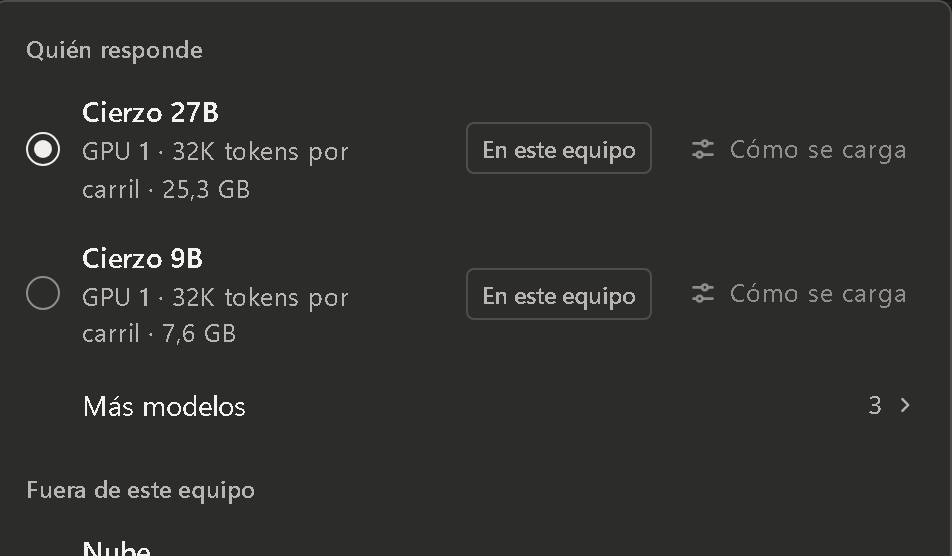 Quién responde
Cierzo 27B
GPU 1 · 32K tokens por
carril · 25,3 GB
En este equipo
Cómo se carga
Cierzo 9B
GPU 1 · 32K tokens por
carril · 7,6 GB
En este equipo
Cómo se carga
Más modelos
3
Fuera de este equipo
Nube